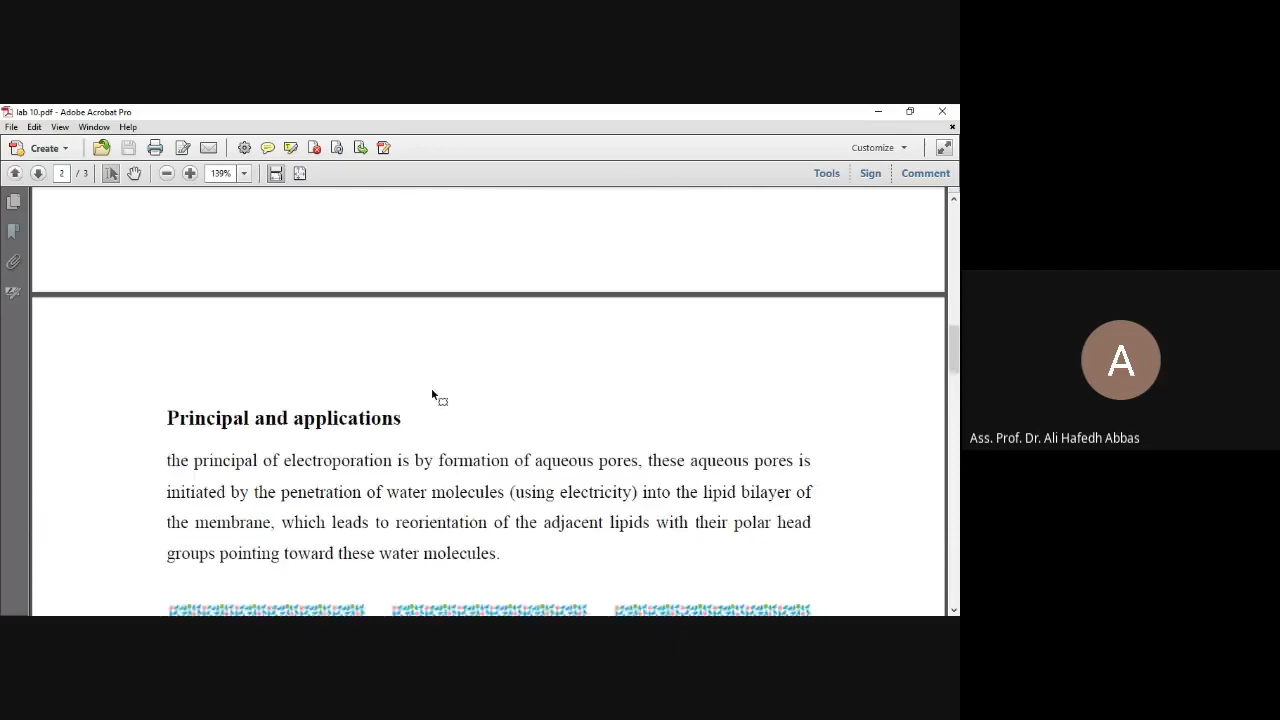 lab 10.pdf - Adobe Acrobat Pro
File Edit View Window Help
Create
Customize
2 / 3
139%
Tools Sign Comment
Principal and applications
the principal of electroporation is by formation of aqueous pores, these aqueous pores is
initiated by the penetration of water molecules (using electricity) into the lipid bilayer of
the membrane, which leads to reorientation of the adjacent lipids with their polar head
groups pointing toward these water molecules.
A
Ass. Prof. Dr. Ali Hafedh Abbas